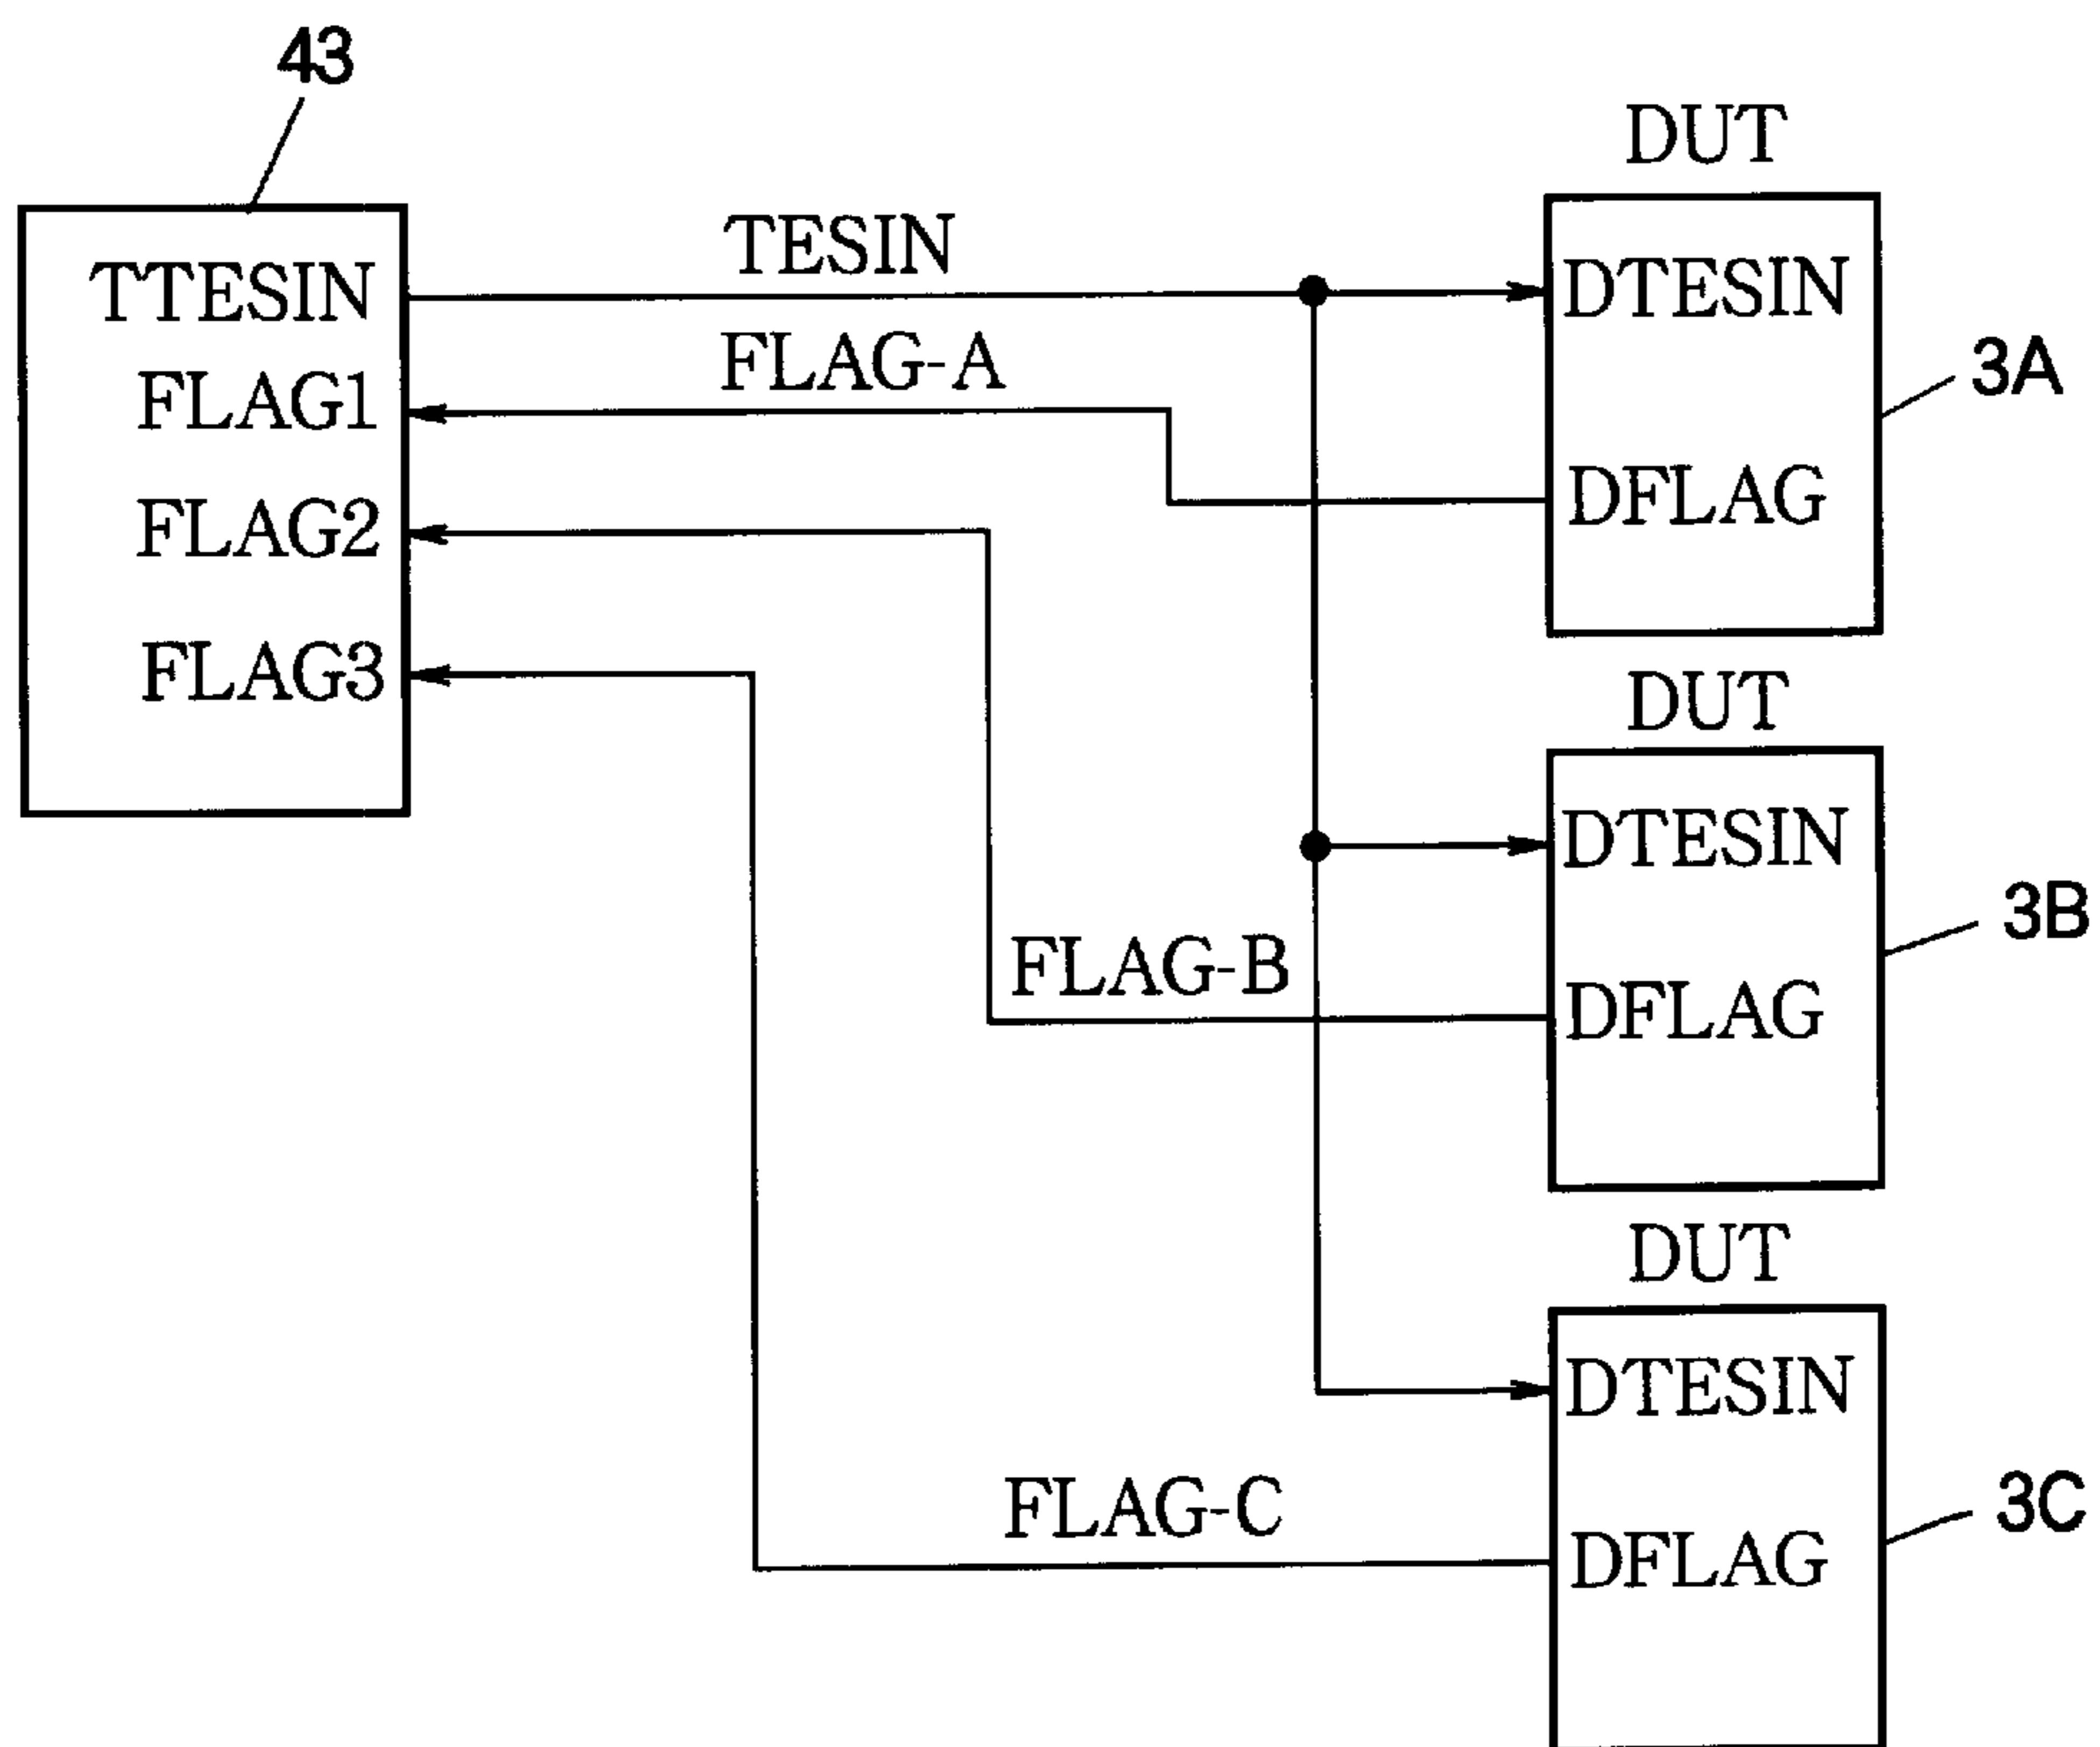 43
DUT
TTESIN
TESIN
DTESIN
FLAG1
FLAG-A
3A
FLAG2
DFLAG
FLAG3
DUT
DTESIN
3B
FLAG-B
DFLAG
DUT
DTESIN
3C
FLAG-C
DFLAG